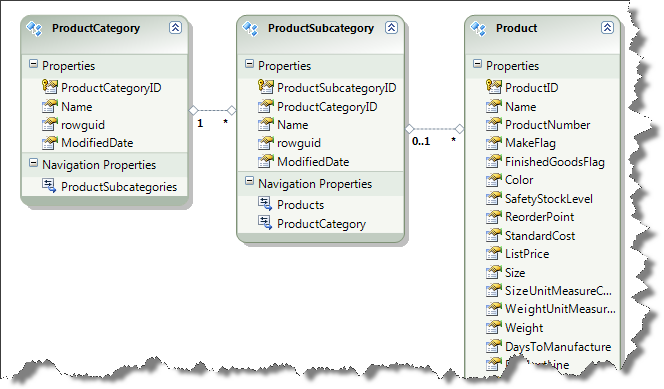 ProductCategory
Properties
ProductCategoryID
Name
rowguid
ModifiedDate
Navigation Properties
ProductSubcategories
1
*
ProductSubcategory
Properties
ProductSubcategoryID
ProductCategoryID
Name
rowguid
ModifiedDate
Navigation Properties
Products
ProductCategory
0..1
*
Product
Properties
ProductID
Name
ProductNumber
MakeFlag
FinishedGoodsFlag
Color
SafetyStockLevel
ReorderPoint
StandardCost
ListPrice
Size
SizeUnitMeasureC...
WeightUnitMeasur...
Weight
DaysToManufacture